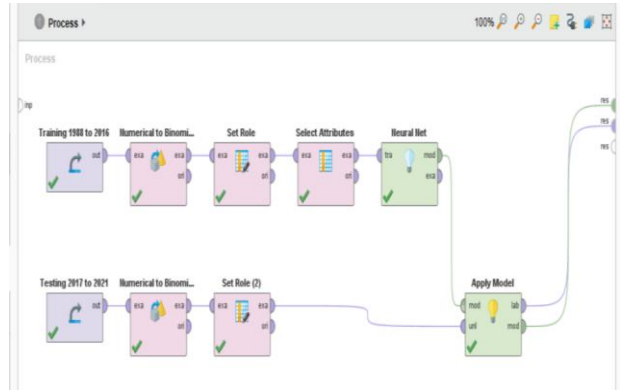 Process
100%
Process
inp
res
res
res
Training 1988 to 2016
Numerical to Binomi...
Set Role
Select Attributes
Neural Net
out
exa
exa
ori
exa
exa
ori
exa
exa
ori
tra
mod
exa
Testing 2017 to 2021
Numerical to Binomi...
Set Role (2)
Apply Model
out
exa
exa
ori
exa
exa
ori
mod
lab
unl
mod